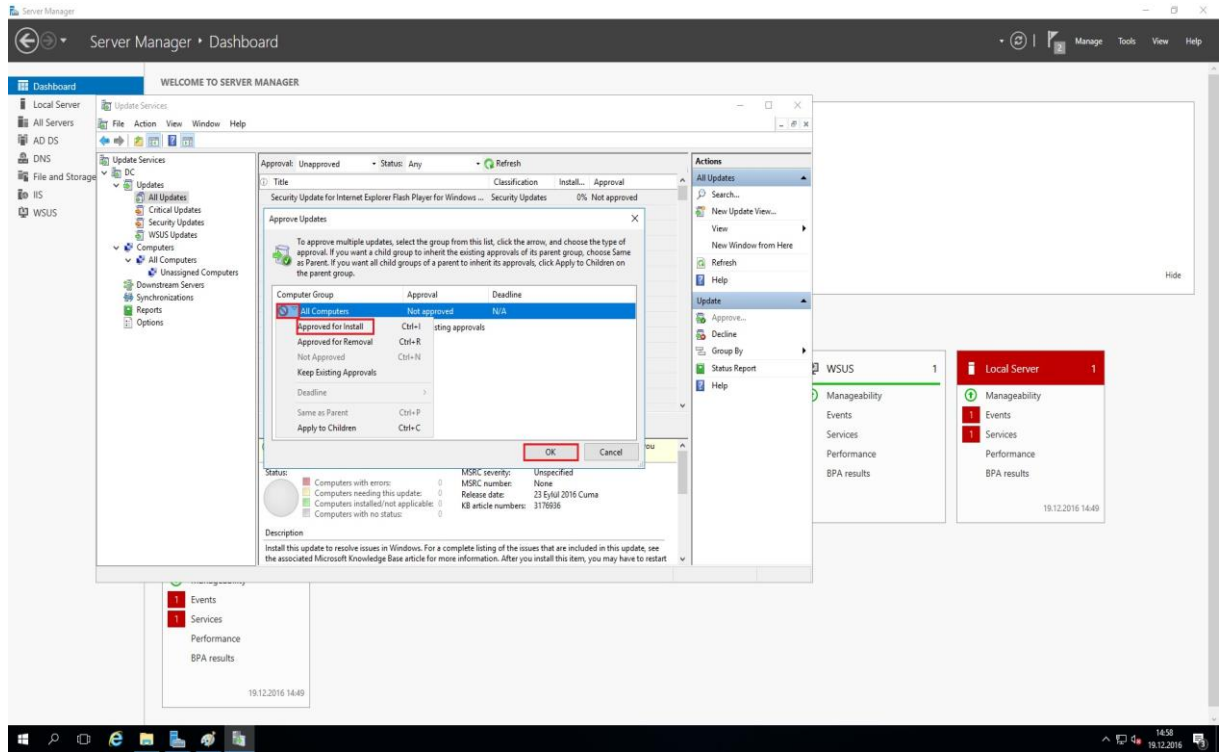 Server Manager
Server Manager • Dashboard
2 Manage Tools View Help
Dashboard
Local Server
All Servers
AD DS
DNS
File and Storage
IIS
WSUS
WELCOME TO SERVER MANAGER
Update Services
File Action View Window Help
Update Services
DC
Updates
All Updates
Critical Updates
Security Updates
WSUS Updates
Computers
All Computers
Unassigned Computers
Downstream Servers
Synchronizations
Reports
Options
Approval: Unapproved Status: Any Refresh
Title Classification Install... Approval
Security Update for Internet Explorer Flash Player for Windows ... Security Updates 0% Not approved
Approve Updates
To approve multiple updates, select the group from this list, click the arrow, and choose the type of
approval. If you want a child group to inherit the existing approvals of its parent group, choose Same
as Parent. If you want all child groups of a parent to inherit its approvals, click Apply to Children on
the parent group.
Computer Group Approval Deadline
All Computers Not approved N/A
Approved for Install Ctrl+I sting approvals
Approved for Removal Ctrl+R
Not Approved Ctrl+N
Keep Existing Approvals
Deadline
Same as Parent Ctrl+P
Apply to Children Ctrl+C
OK Cancel
you
Status:
Computers with errors: 0
Computers needing this update: 0
Computers installed/not applicable: 0
Computers with no status: 0
MSRC severity: Unspecified
MSRC number: None
Release date: 23 Eylül 2016 Cuma
KB article numbers: 3176936
Description
Install this update to resolve issues in Windows. For a complete listing of the issues that are included in this update, see
the associated Microsoft Knowledge Base article for more information. After you install this item, you may have to restart
Actions
All Updates
Search...
New Update View...
View
New Window from Here
Refresh
Help
Update
Approve...
Decline
Group By
Status Report
Help
Hide
WSUS 1
Manageability
Events
Services
Performance
BPA results
Local Server 1
Manageability
1 Events
1 Services
Performance
BPA results
19.12.2016 14:49
Manageability
1 Events
1 Services
Performance
BPA results
19.12.2016 14:49
14:58
19.12.2016
3